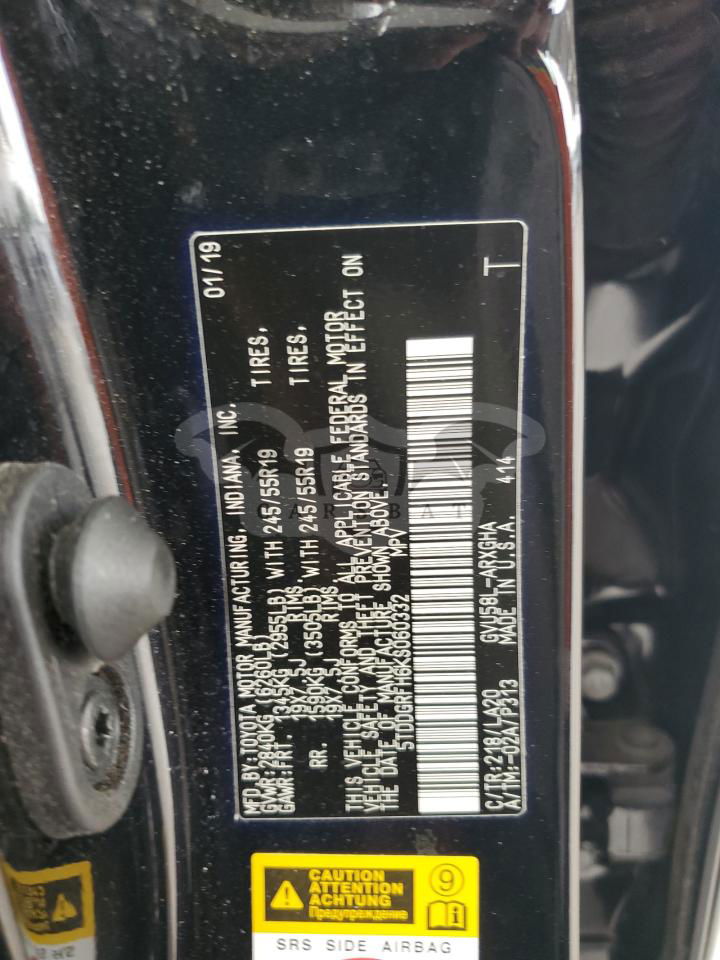 01/19
MFD.BY:TOYOTA MOTOR MANUFACTURING, INDIANA, INC.
GVWR:2840KG(6260LB)
GAWR:FRT. 1345KG (2955LB) WITH 245/55R19 TIRES,
19X7.5J RIMS
RR. 1590KG (3505LB) WITH 245/55R19 TIRES,
19X7.5J RIMS
THIS VEHICLE CONFORMS TO ALL APPLICABLE FEDERAL MOTOR
VEHICLE SAFETY AND THEFT PREVENTION STANDARDS IN EFFECT ON
THE DATE OF MANUFACTURE SHOWN ABOVE.
5TDDGRFH6KS060332 MPV
C/TR:218/LA20 GVU58L-ARXGHA T
A/TM:-02A/P313 MADE IN U.S.A. 414
CAUTION
ATTENTION
ACHTUNG
Предупреждение
9
SRS SIDE AIRBAG